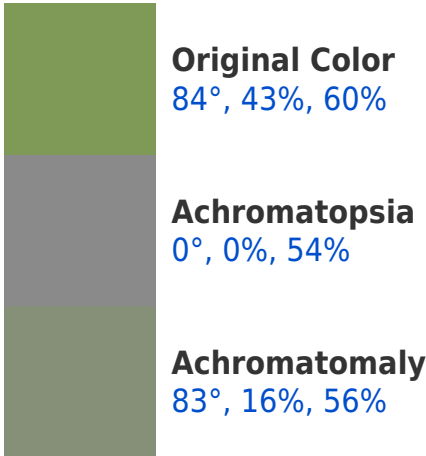 Original Color
84°, 43%, 60%
Achromatopsia
0°, 0%, 54%
Achromatomaly
83°, 16%, 56%